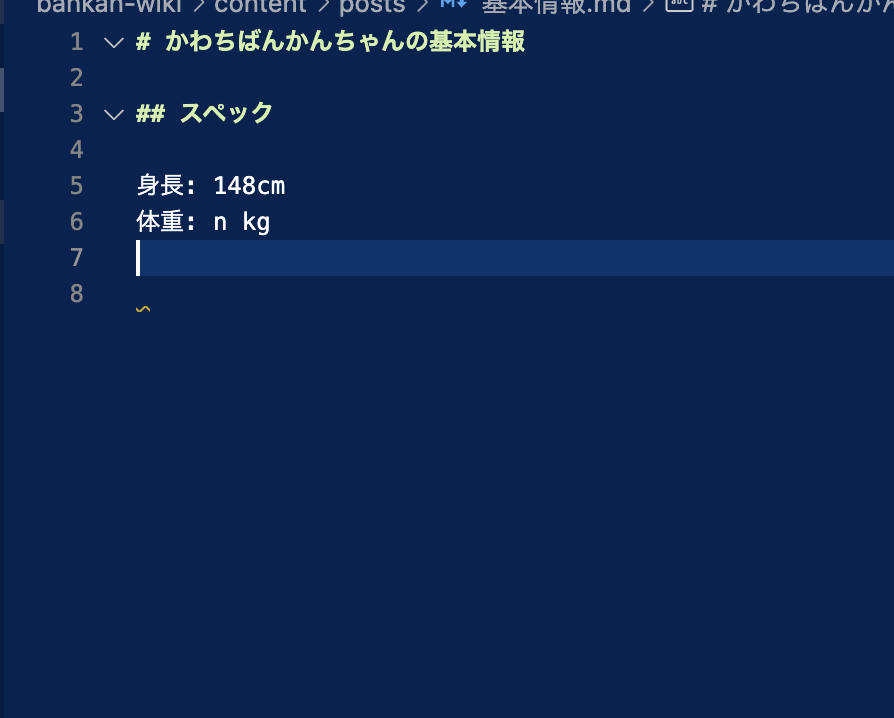 bankan-wiki > content > posts > 基本情報.md > # かわちばんかん
1 # かわちばんかんちゃんの基本情報
2
3 ## スペック
4
5 身長: 148cm
6 体重: n kg
7
8